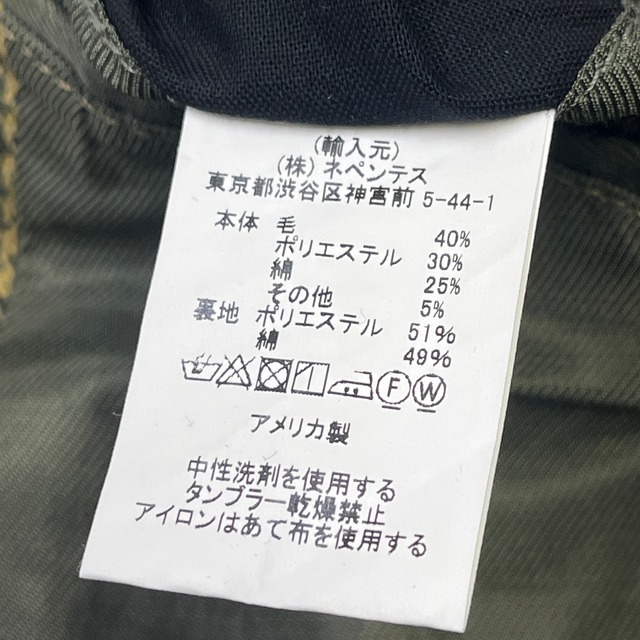 (輸入元)
(株) ネペンテス
東京都渋谷区神宮前 5-44-1
本体 毛 40%
ポリエステル 30%
綿 25%
その他 5%
裏地 ポリエステル 51%
綿 49%
F W
アメリカ製
中性洗剤を使用する
タンブラー乾燥禁止
アイロンはあて布を使用する